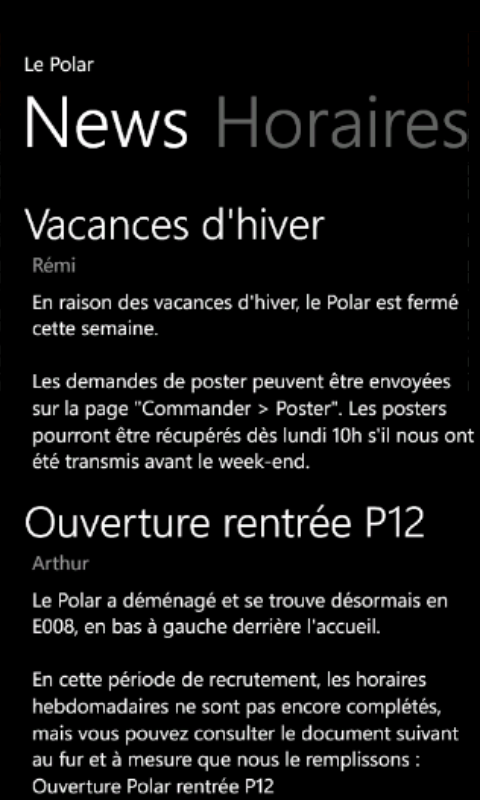 Le Polar
News Horaires
Vacances d'hiver
Rémi
En raison des vacances d'hiver, le Polar est fermé
cette semaine.
Les demandes de poster peuvent être envoyées
sur la page "Commander > Poster". Les posters
pourront être récupérés dès lundi 10h s'il nous ont
été transmis avant le week-end.
Ouverture rentrée P12
Arthur
Le Polar a déménagé et se trouve désormais en
E008, en bas à gauche derrière l'accueil.
En cette période de recrutement, les horaires
hebdomadaires ne sont pas encore complétés,
mais vous pouvez consulter le document suivant
au fur et à mesure que nous le remplissons :
Ouverture Polar rentrée P12